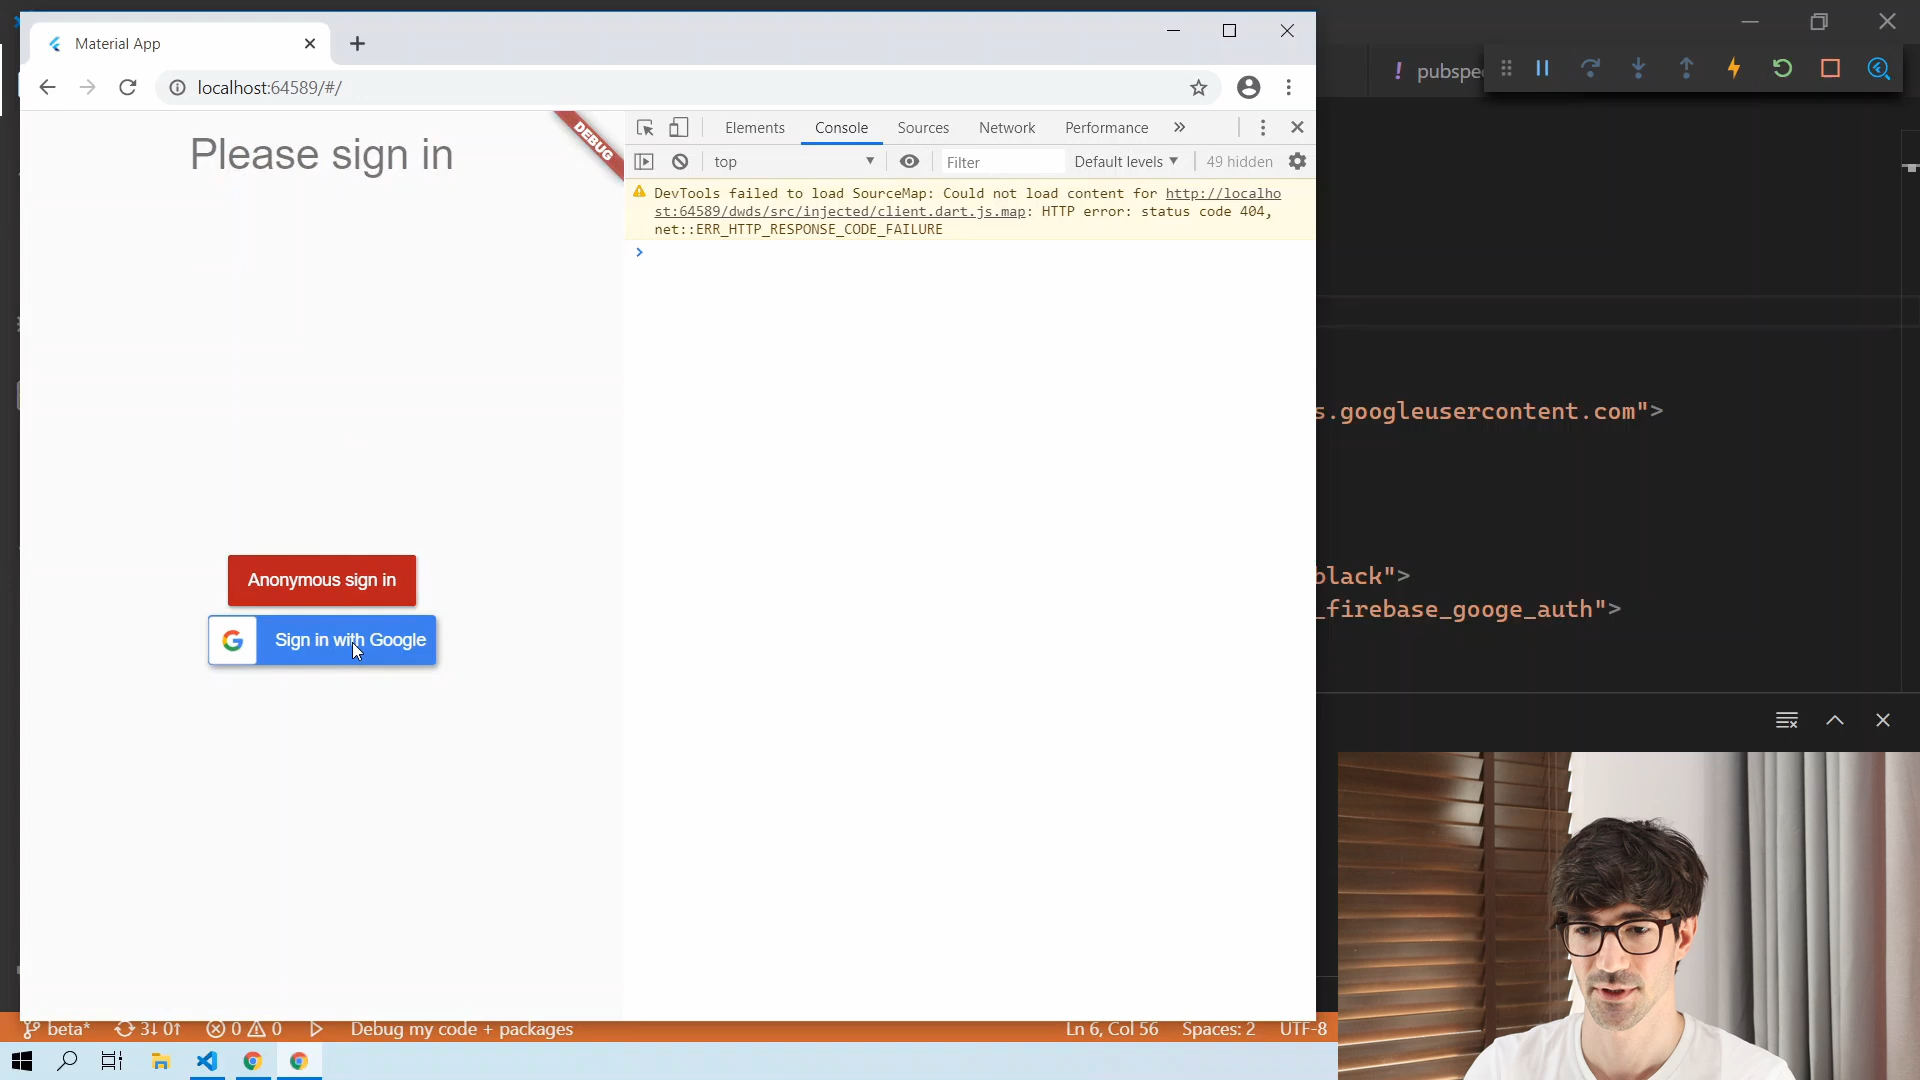 Material App
localhost:64589/#/
pubspe
Please sign in
DEBUG
Elements
Console
Sources
Network
Performance
top
Filter
Default levels
49 hidden
DevTools failed to load SourceMap: Could not load content for http://localho
st:64589/dwds/src/injected/client.dart.js.map: HTTP error: status code 404,
net::ERR_HTTP_RESPONSE_CODE_FAILURE
s.googleusercontent.com">
black">
_firebase_googe_auth">
Anonymous sign in
G Sign in with Google
beta* 3↓ 0↑ 0 0 Debug my code + packages
Ln 6, Col 56 Spaces: 2 UTF-8